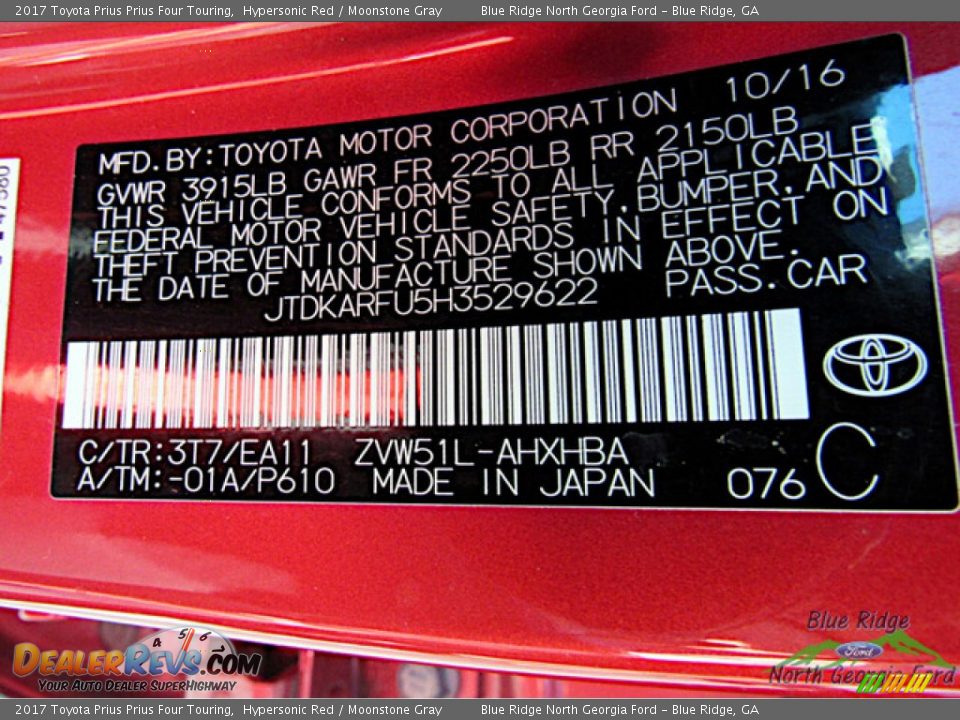 2017 Toyota Prius Prius Four Touring, Hypersonic Red / Moonstone Gray Blue Ridge North Georgia Ford - Blue Ridge, GA
MFD.BY:TOYOTA MOTOR CORPORATION 10/16
GVWR 3915LB GAWR FR 2250LB RR 2150LB
THIS VEHICLE CONFORMS TO ALL APPLICABLE
FEDERAL MOTOR VEHICLE SAFETY,BUMPER,AND
THEFT PREVENTION STANDARDS IN EFFECT ON
THE DATE OF MANUFACTURE SHOWN ABOVE.
JTDKARFU5H3529622 PASS.CAR
C/TR:3T7/EA11 ZVW51L-AHXHBA
A/TM:-01A/P610 MADE IN JAPAN 076 C
4 5 6
DealerRevs.com
Your Auto Dealer SuperHighway
Blue Ridge
Ford
North Georgia Ford
2017 Toyota Prius Prius Four Touring, Hypersonic Red / Moonstone Gray Blue Ridge North Georgia Ford - Blue Ridge, GA